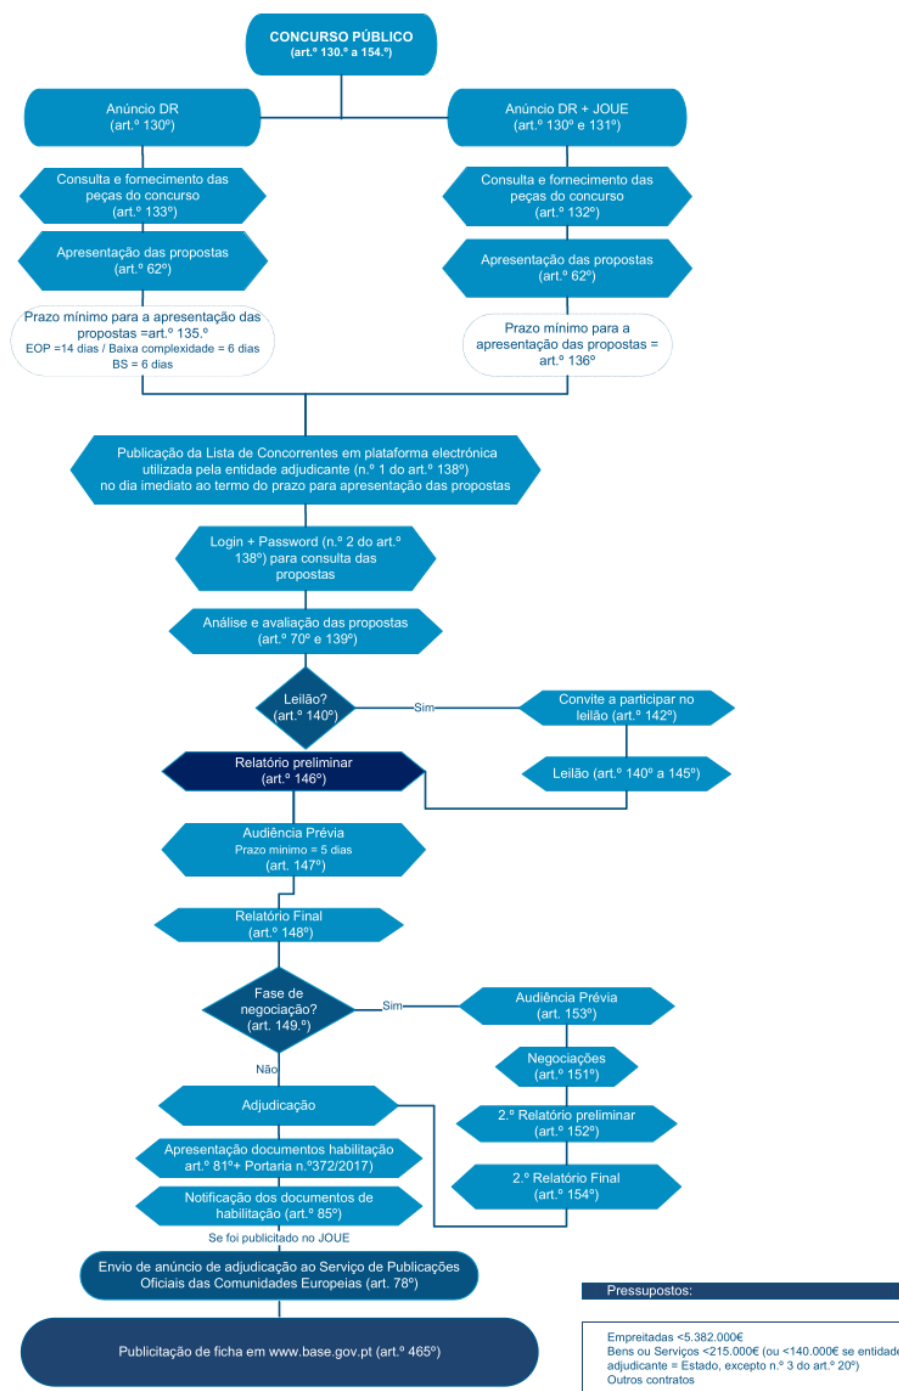 CONCURSO PÚBLICO
(art.º 130.º a 154.º)
Anúncio DR
(art.º 130º)
Anúncio DR + JOUE
(art.º 130º e 131º)
Consulta e fornecimento das
peças do concurso
(art.º 133º)
Consulta e fornecimento das
peças do concurso
(art.º 132º)
Apresentação das propostas
(art.º 62º)
Apresentação das propostas
(art.º 62º)
Prazo mínimo para a apresentação das
propostas =art.º 135.º
EOP =14 dias / Baixa complexidade = 6 dias
BS = 6 dias
Prazo mínimo para a
apresentação das propostas =
art.º 136º
Publicação da Lista de Concorrentes em plataforma electrónica
utilizada pela entidade adjudicante (n.º 1 do art.º 138º)
no dia imediato ao termo do prazo para apresentação das propostas
Login + Password (n.º 2 do art.º
138º) para consulta das
propostas
Análise e avaliação das propostas
(art.º 70º e 139º)
Leilão?
(art.º 140º)
Sim
Convite a participar no
leilão (art.º 142º)
Relatório preliminar
(art.º 146º)
Leilão (art.º 140º a 145º)
Audiência Prévia
Prazo minimo = 5 dias
(art. 147º)
Relatório Final
(art.º 148º)
Fase de
negociação?
(art. 149.º)
Sim
Audiência Prévia
(art. 153º)
Negociações
(art.º 151º)
Não
Adjudicação
2.º Relatório preliminar
(art.º 152º)
Apresentação documentos habilitação
art.º 81º+ Portaria n.º372/2017)
2.º Relatório Final
(art.º 154º)
Notificação dos documentos de
habilitação (art.º 85º)
Se foi publicitado no JOUE
Envio de anúncio de adjudicação ao Serviço de Publicações
Oficiais das Comunidades Europeias (art. 78º)
Publicitação de ficha em www.base.gov.pt (art.º 465º)
Pressupostos:
Empreitadas <5.382.000€
Bens ou Serviços <215.000€ (ou <140.000€ se entidade
adjudicante = Estado, excepto n.º 3 do art.º 20º)
Outros contratos